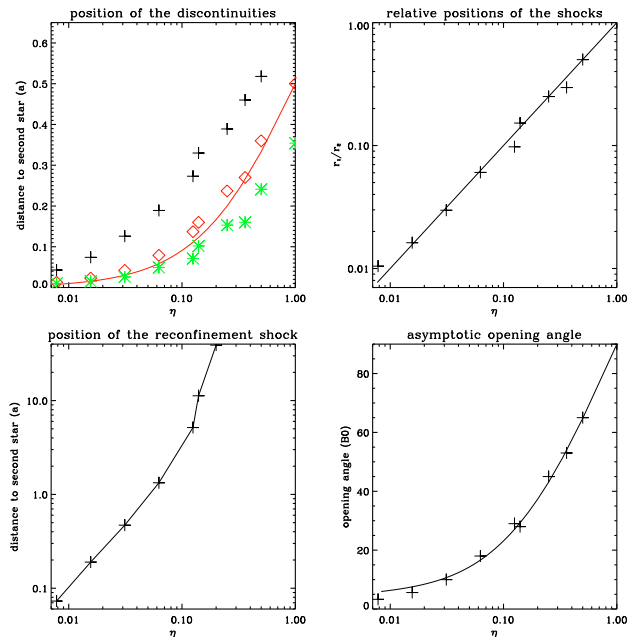 position of the discontinuities
0.6
0.5
0.4
0.3
0.2
0.1
0.0
distance to second star (a)
0.01
0.10
1.00
η
relative positions of the shocks
1.00
0.10
0.01
0.01
0.10
1.00
η
position of the reconfinement shock
10.0
1.0
0.1
distance to second star (a)
0.01
0.10
1.00
η
asymptotic opening angle
80
60
40
20
0
opening angle (B0)
0.01
0.10
1.00
η